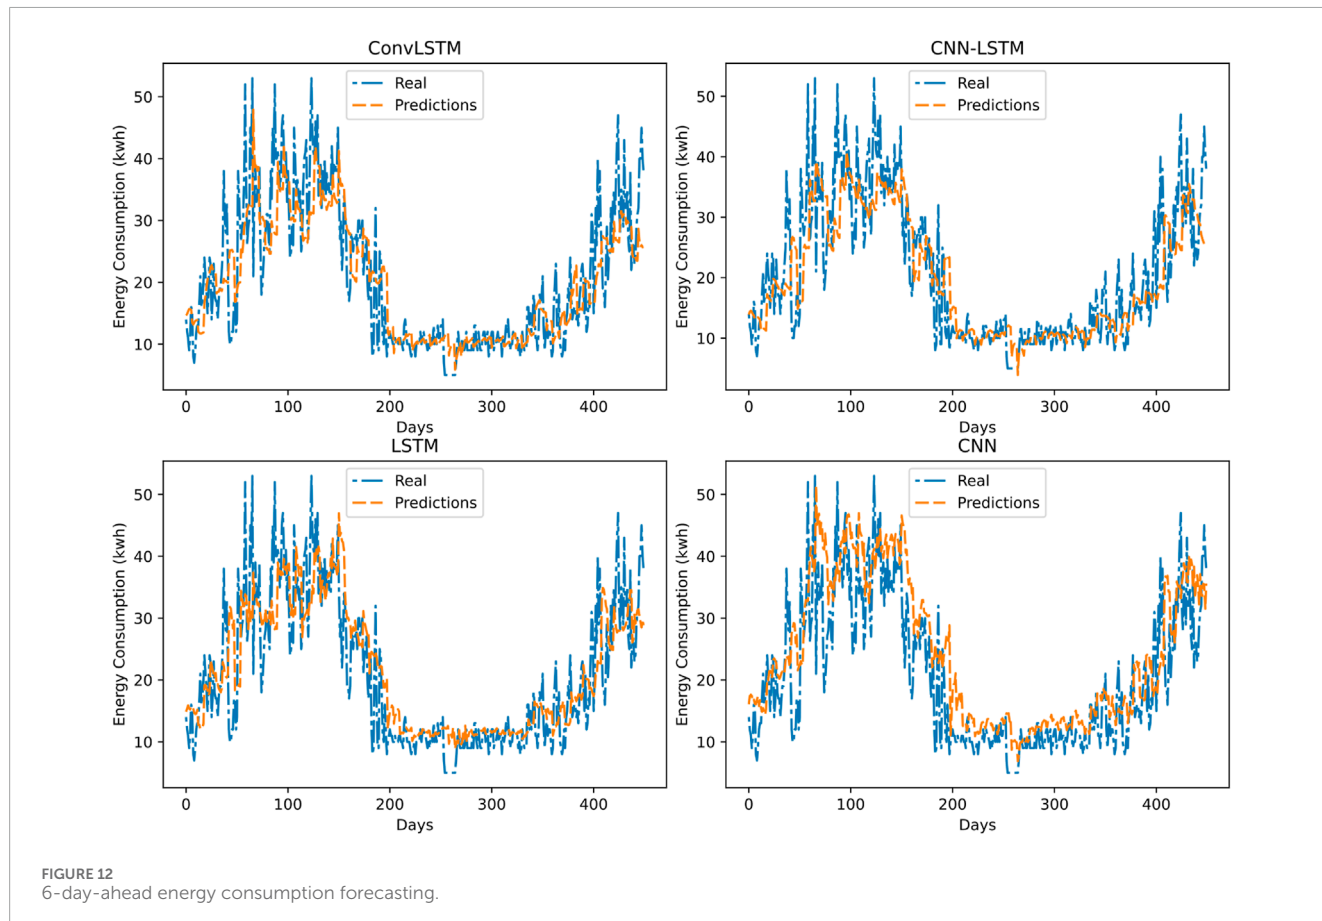 ConvLSTM
Real
Predictions
Energy Consumption (kwh)
50
40
30
20
10
0
100
200
300
400
Days
CNN-LSTM
Real
Predictions
Energy Consumption (kwh)
50
40
30
20
10
0
100
200
300
400
Days
LSTM
Real
Predictions
Energy Consumption (kwh)
50
40
30
20
10
0
100
200
300
400
Days
CNN
Real
Predictions
Energy Consumption (kwh)
50
40
30
20
10
0
100
200
300
400
Days
FIGURE 12
6-day-ahead energy consumption forecasting.